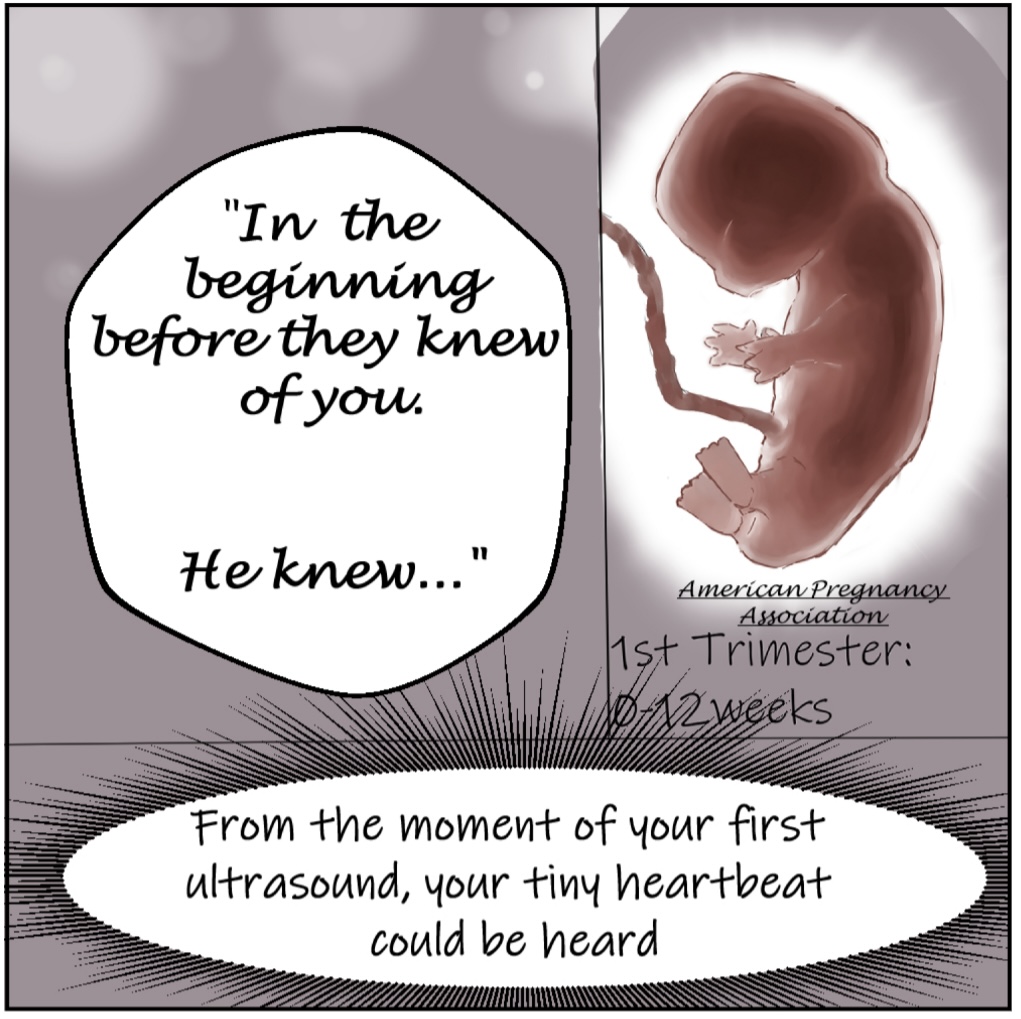 "In the
beginning
before they knew
of you.
He knew..."
American Pregnancy
Association
1st Trimester:
0-12weeks
From the moment of your first
ultrasound, your tiny heartbeat
could be heard